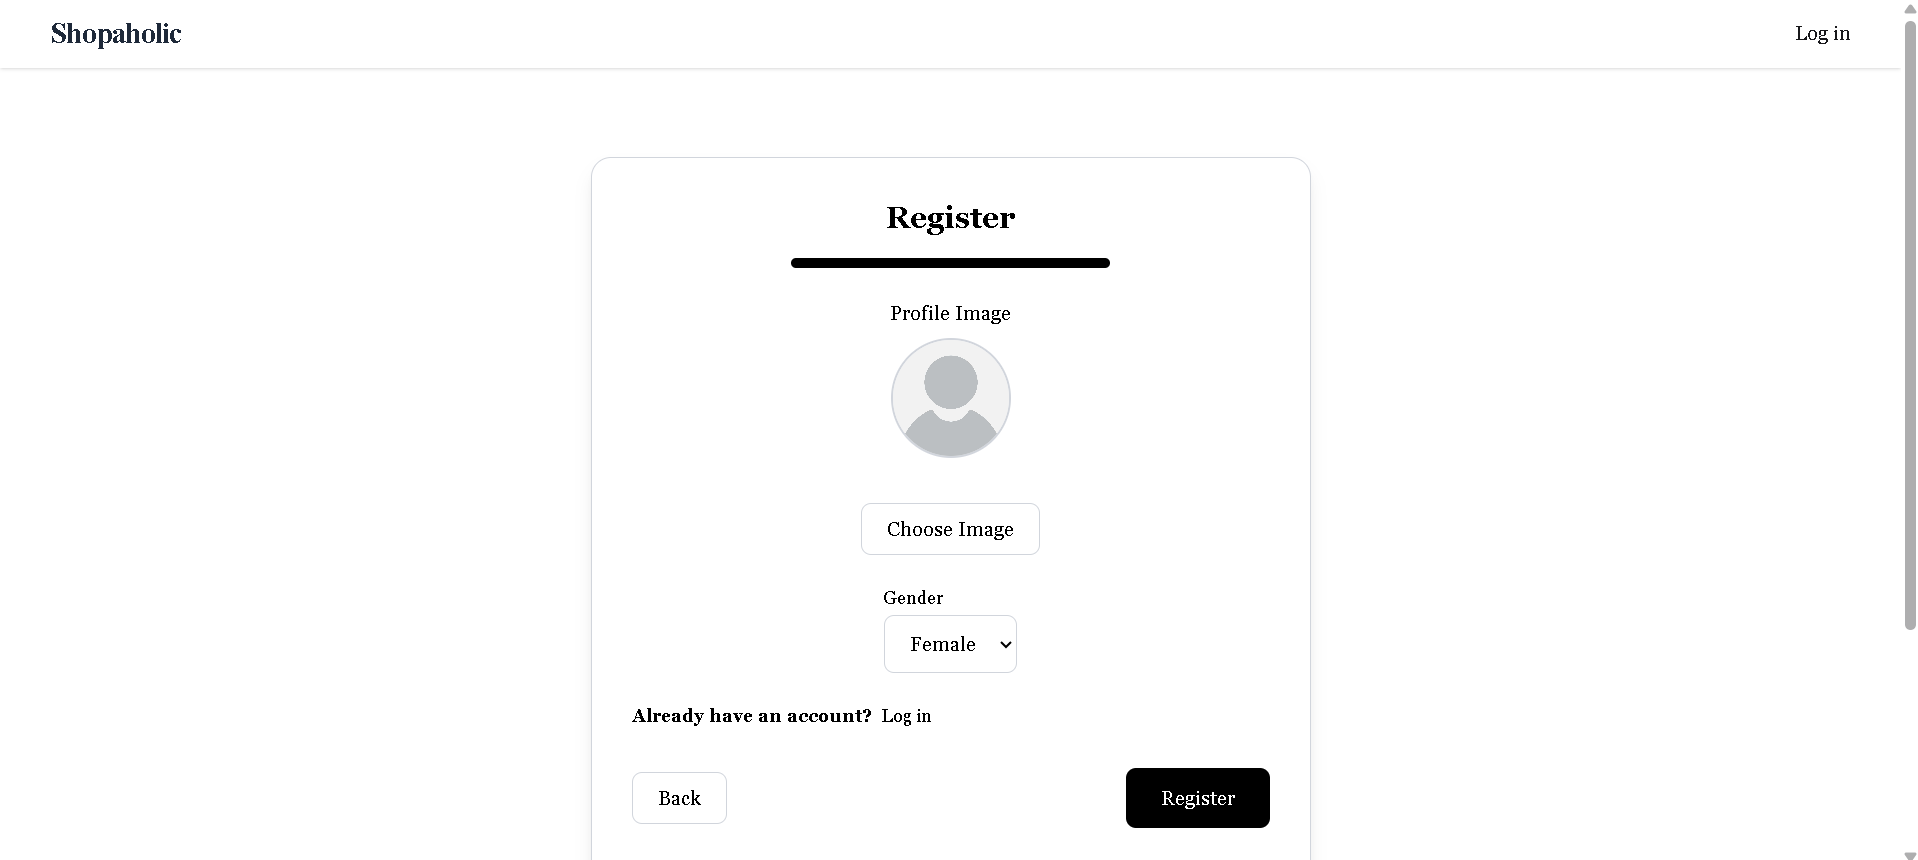 Shopaholic
Log in
Register
Profile Image
Choose Image
Gender
Female
Already have an account? Log in
Back
Register